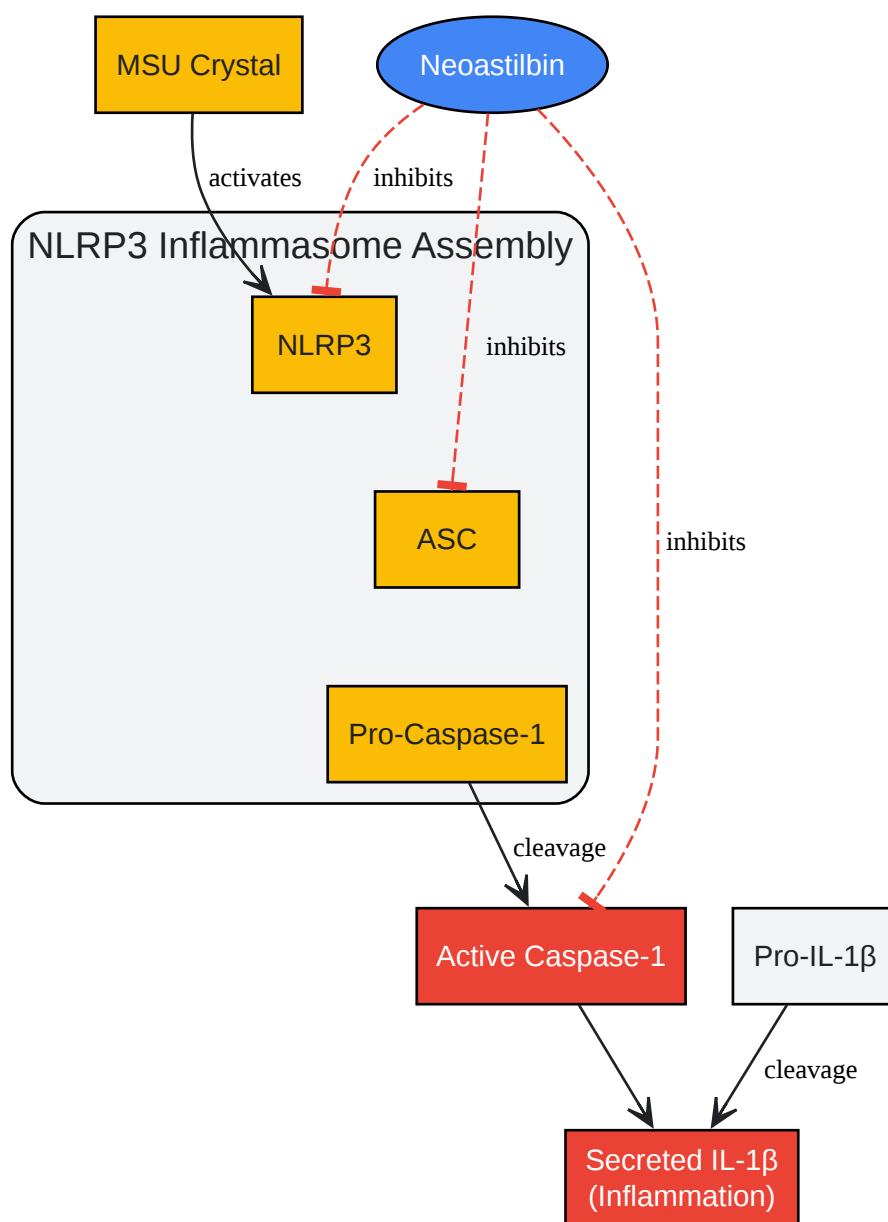 MSU Crystal
Neoastilbin
activates
inhibits
NLRP3 Inflammasome Assembly
NLRP3
inhibits
ASC
inhibits
Pro-Caspase-1
cleavage
Active Caspase-1
Pro-IL-1β
cleavage
Secreted IL-1β
(Inflammation)